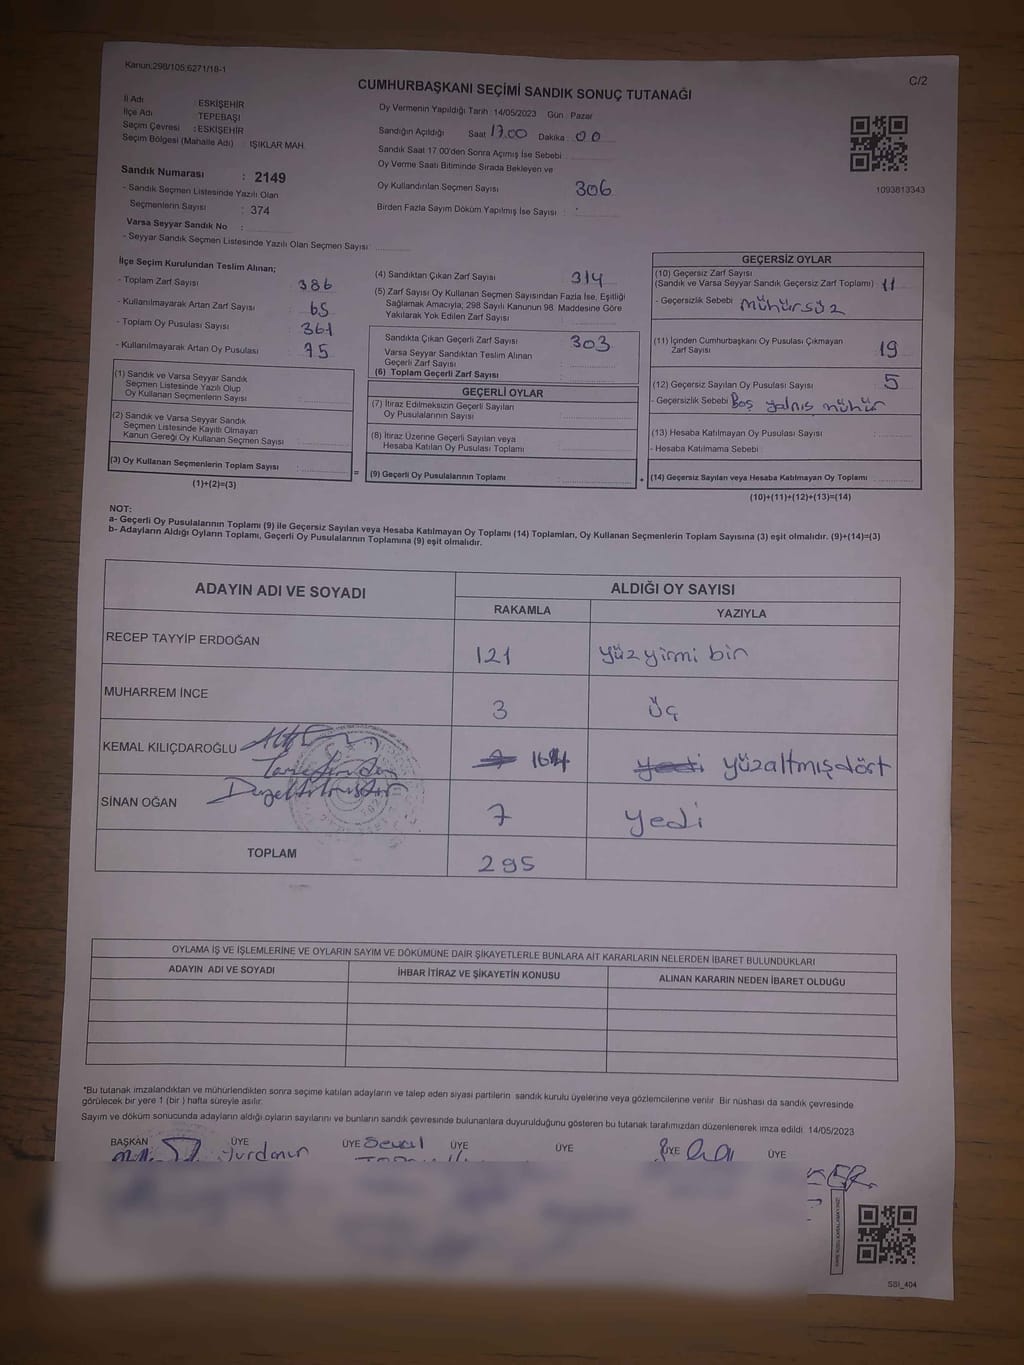 Kanun:298/105;6271/18-1
C/2
CUMHURBAŞKANI SEÇİMİ SANDIK SONUÇ TUTANAĞI
İl Adı : ESKİŞEHİR
İlçe Adı : TEPEBAŞI
Seçim Çevresi : ESKİŞEHİR
Seçim Bölgesi (Mahalle Adı) : IŞIKLAR MAH.
Sandık Numarası : 2149
- Sandık Seçmen Listesinde Yazılı Olan
Seçmenlerin Sayısı : 374
Varsa Seyyar Sandık No :
- Seyyar Sandık Seçmen Listesinde Yazılı Olan Seçmen Sayısı:
Oy Vermenin Yapıldığı Tarih : 14/05/2023 Gün : Pazar
Sandığın Açıldığı Saat 17.00 Dakika : 00
Sandık Saat 17.00'den Sonra Açımış İse Sebebi :
Oy Verme Saati Bitiminde Sırada Bekleyen ve
Oy Kullandırılan Seçmen Sayısı 306
Birden Fazla Sayım Döküm Yapılmış İse Sayısı :
1093813343
İlçe Seçim Kurulundan Teslim Alınan;
- Toplam Zarf Sayısı 386
- Kullanılmayarak Artan Zarf Sayısı : 65
- Toplam Oy Pusulası Sayısı : 361
- Kullanılmayarak Artan Oy Pusulası : 75
(1) Sandık ve Varsa Seyyar Sandık
Seçmen Listesinde Yazılı Olup
Oy Kullanan Seçmenlerin Sayısı :
(2) Sandık ve Varsa Seyyar Sandık
Seçmen Listesinde Kayıtlı Olmayan
Kanun Gereği Oy Kullanan Seçmen Sayısı :
(3) Oy Kullanan Seçmenlerin Toplam Sayısı :
(1)+(2)=(3)
(4) Sandıktan Çıkan Zarf Sayısı : 314
(5) Zarf Sayısı Oy Kullanan Seçmen Sayısından Fazla İse, Eşitliği
Sağlamak Amacıyla; 298 Sayılı Kanunun 98. Maddesine Göre
Yakılarak Yok Edilen Zarf Sayısı :
Sandıkta Çıkan Geçerli Zarf Sayısı : 303
Varsa Seyyar Sandıktan Teslim Alınan
Geçerli Zarf Sayısı :
(6) Toplam Geçerli Zarf Sayısı :
GEÇERLİ OYLAR
(7) İtiraz Edilmeksizin Geçerli Sayılan
Oy Pusulalarının Sayısı :
(8) İtiraz Üzerine Geçerli Sayılan veya
Hesaba Katılan Oy Pusulası Toplamı :
= (9) Geçerli Oy Pusulalarının Toplamı :
GEÇERSİZ OYLAR
(10) Geçersiz Zarf Sayısı
(Sandık ve Varsa Seyyar Sandık Geçersiz Zarf Toplamı) : 11
- Geçersizlik Sebebi : mühürsüz
(11) İçinden Cumhurbaşkanı Oy Pusulası Çıkmayan
Zarf Sayısı : 19
(12) Geçersiz Sayılan Oy Pusulası Sayısı : 5
- Geçersizlik Sebebi Boş yalnış mühür
(13) Hesaba Katılmayan Oy Pusulası Sayısı :
- Hesaba Katılmama Sebebi :
+ (14) Geçersiz Sayılan veya Hesaba Katılmayan Oy Toplamı :
(10)+(11)+(12)+(13)=(14)
NOT:
a- Geçerli Oy Pusulalarının Toplamı (9) ile Geçersiz Sayılan veya Hesaba Katılmayan Oy Toplamı (14) Toplamları, Oy Kullanan Seçmenlerin Toplam Sayısına (3) eşit olmalıdır. (9)+(14)=(3)
b- Adayların Aldığı Oyların Toplamı, Geçerli Oy Pusulalarının Toplamına (9) eşit olmalıdır.
ADAYIN ADI VE SOYADI ALDIĞI OY SAYISI
RAKAMLA YAZIYLA
RECEP TAYYİP ERDOĞAN 121 yüzyirmi bin
MUHARREM İNCE 3 üç
KEMAL KILIÇDAROĞLU 164 yedi yüzaltmışdört
SİNAN OĞAN 7 yedi
TOPLAM 295
OYLAMA İŞ VE İŞLEMLERİNE VE OYLARIN SAYIM VE DÖKÜMÜNE DAİR ŞİKAYETLERLE BUNLARA AİT KARARLARIN NELERDEN İBARET BULUNDUKLARI
ADAYIN ADI VE SOYADI İHBAR İTİRAZ VE ŞİKAYETİN KONUSU ALINAN KARARIN NEDEN İBARET OLDUĞU
*Bu tutanak imzalandıktan ve mühürlendikten sonra seçime katılan adayların ve talep eden siyasi partilerin sandık kurulu üyelerine veya gözlemcilerine verilir. Bir nüshası da sandık çevresinde
görülecek bir yere 1 (bir ) hafta süreyle asılır.
Sayım ve döküm sonucunda adayların aldığı oyların sayılarını ve bunların sandık çevresinde bulunanlara duyurulduğunu gösteren bu tutanak tarafımızdan düzenlenerek imza edildi. 14/05/2023
BAŞKAN ÜYE ÜYE ÜYE ÜYE ÜYE ÜYE
SBI_404